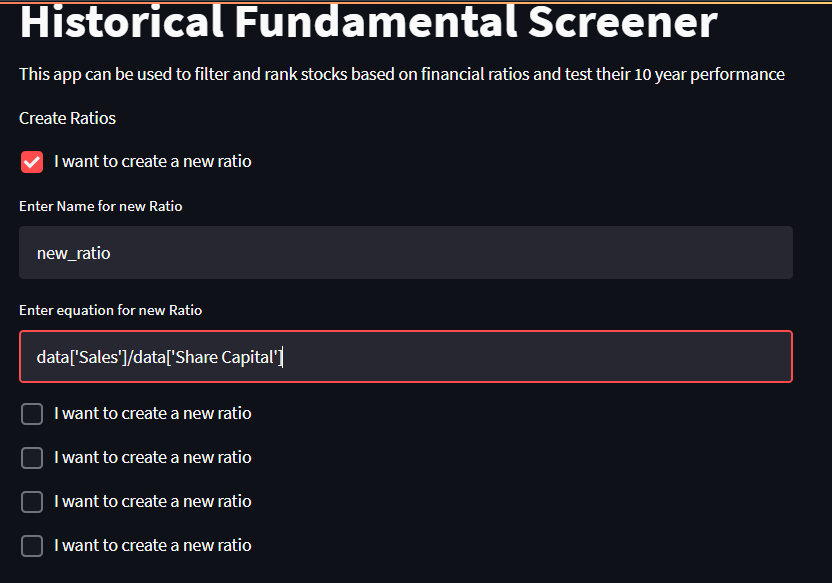 Historical Fundamental Screener
This app can be used to filter and rank stocks based on financial ratios and test their 10 year performance
Create Ratios
I want to create a new ratio
Enter Name for new Ratio
new_ratio
Enter equation for new Ratio
data['Sales']/data['Share Capital']
I want to create a new ratio
I want to create a new ratio
I want to create a new ratio
I want to create a new ratio